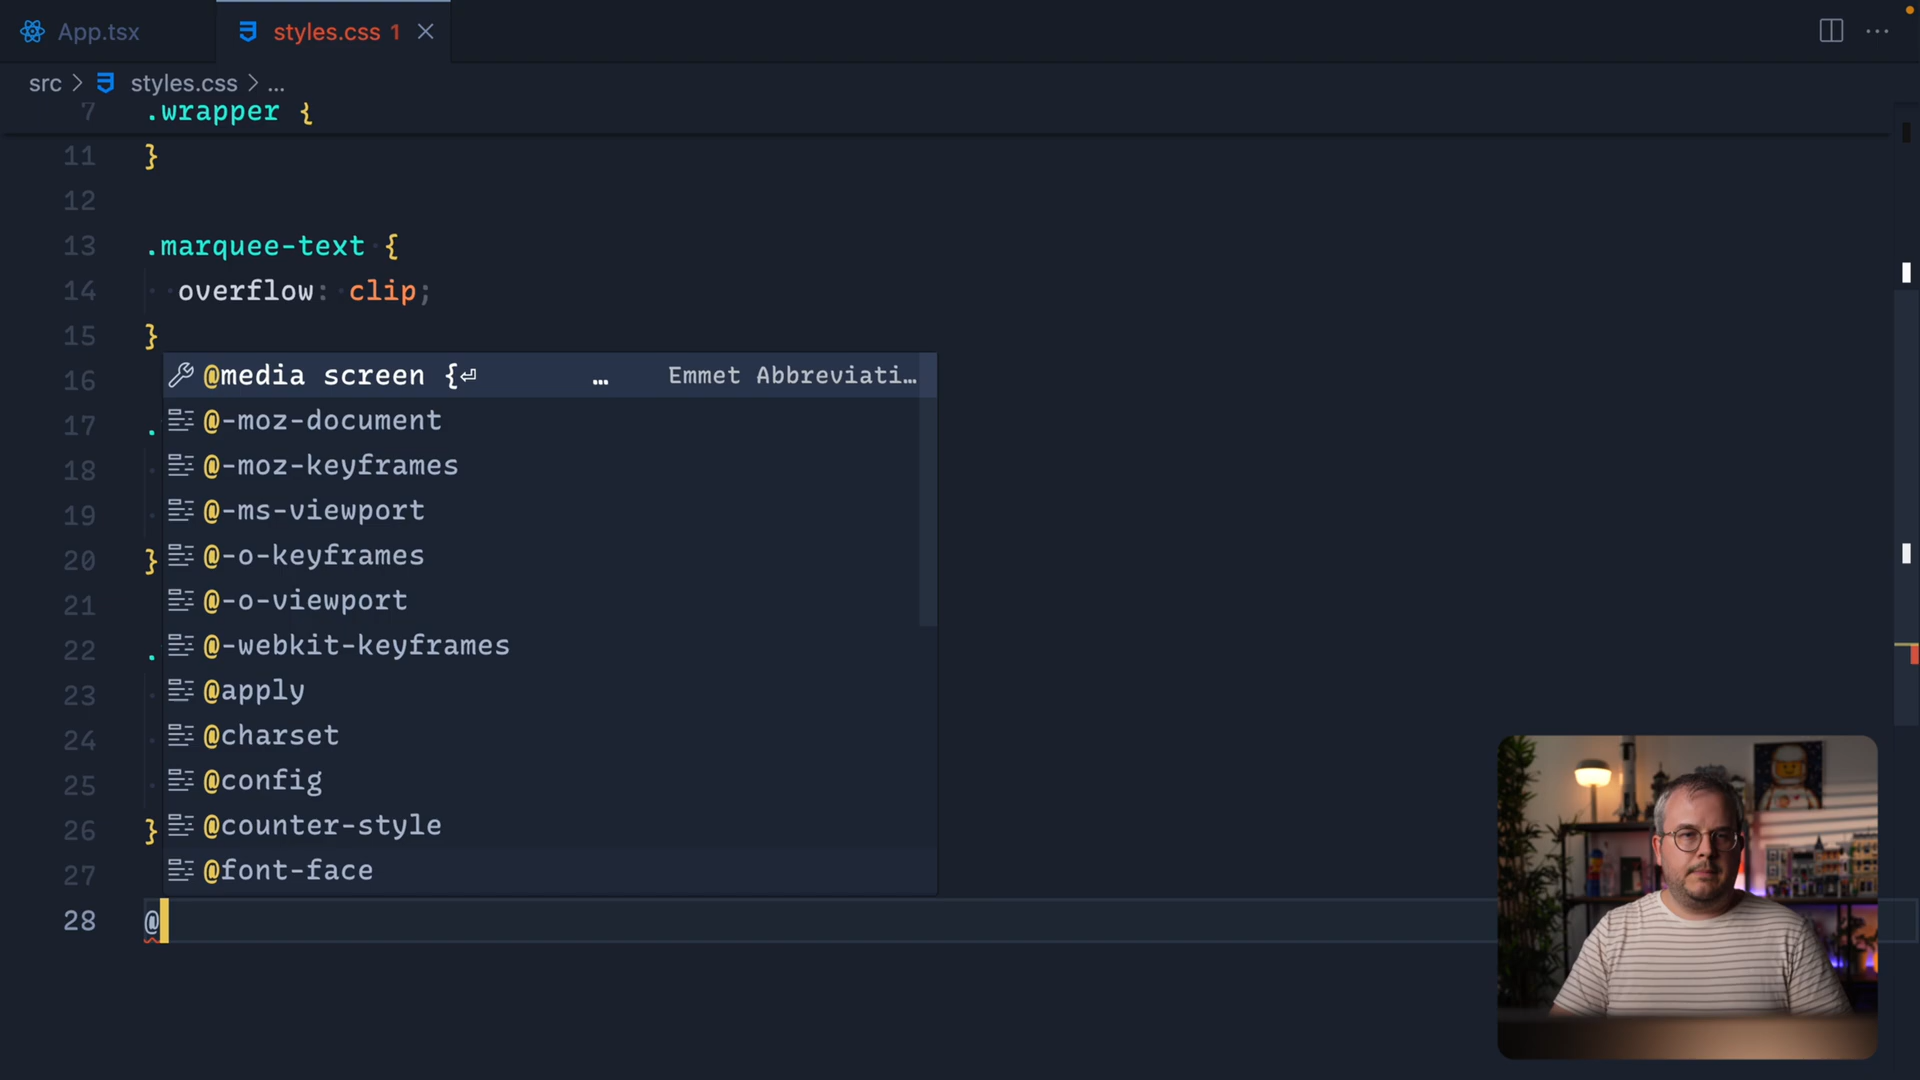 App.tsx
styles.css 1
src > styles.css > ...
7 .wrapper {
11 }
12
13 .marquee-text {
14 overflow: clip;
15 }
16 @media screen {⏎ … Emmet Abbreviati…
@-moz-document
17 .
@-moz-keyframes
18
@-ms-viewport
19
20 } @-o-keyframes
21 @-o-viewport
22 . @-webkit-keyframes
23 @apply
24 @charset
25 @config
26 } @counter-style
27 @font-face
28 @